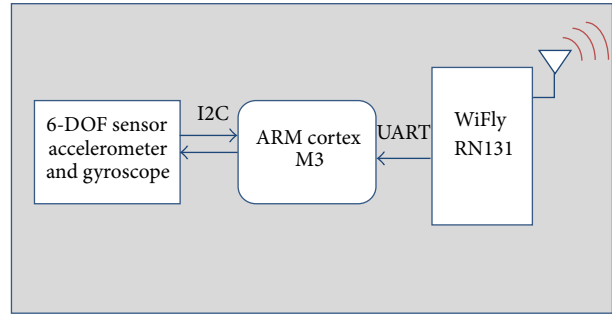 6-DOF sensor
accelerometer
and gyroscope
I2C
ARM cortex
M3
UART
WiFly
RN131